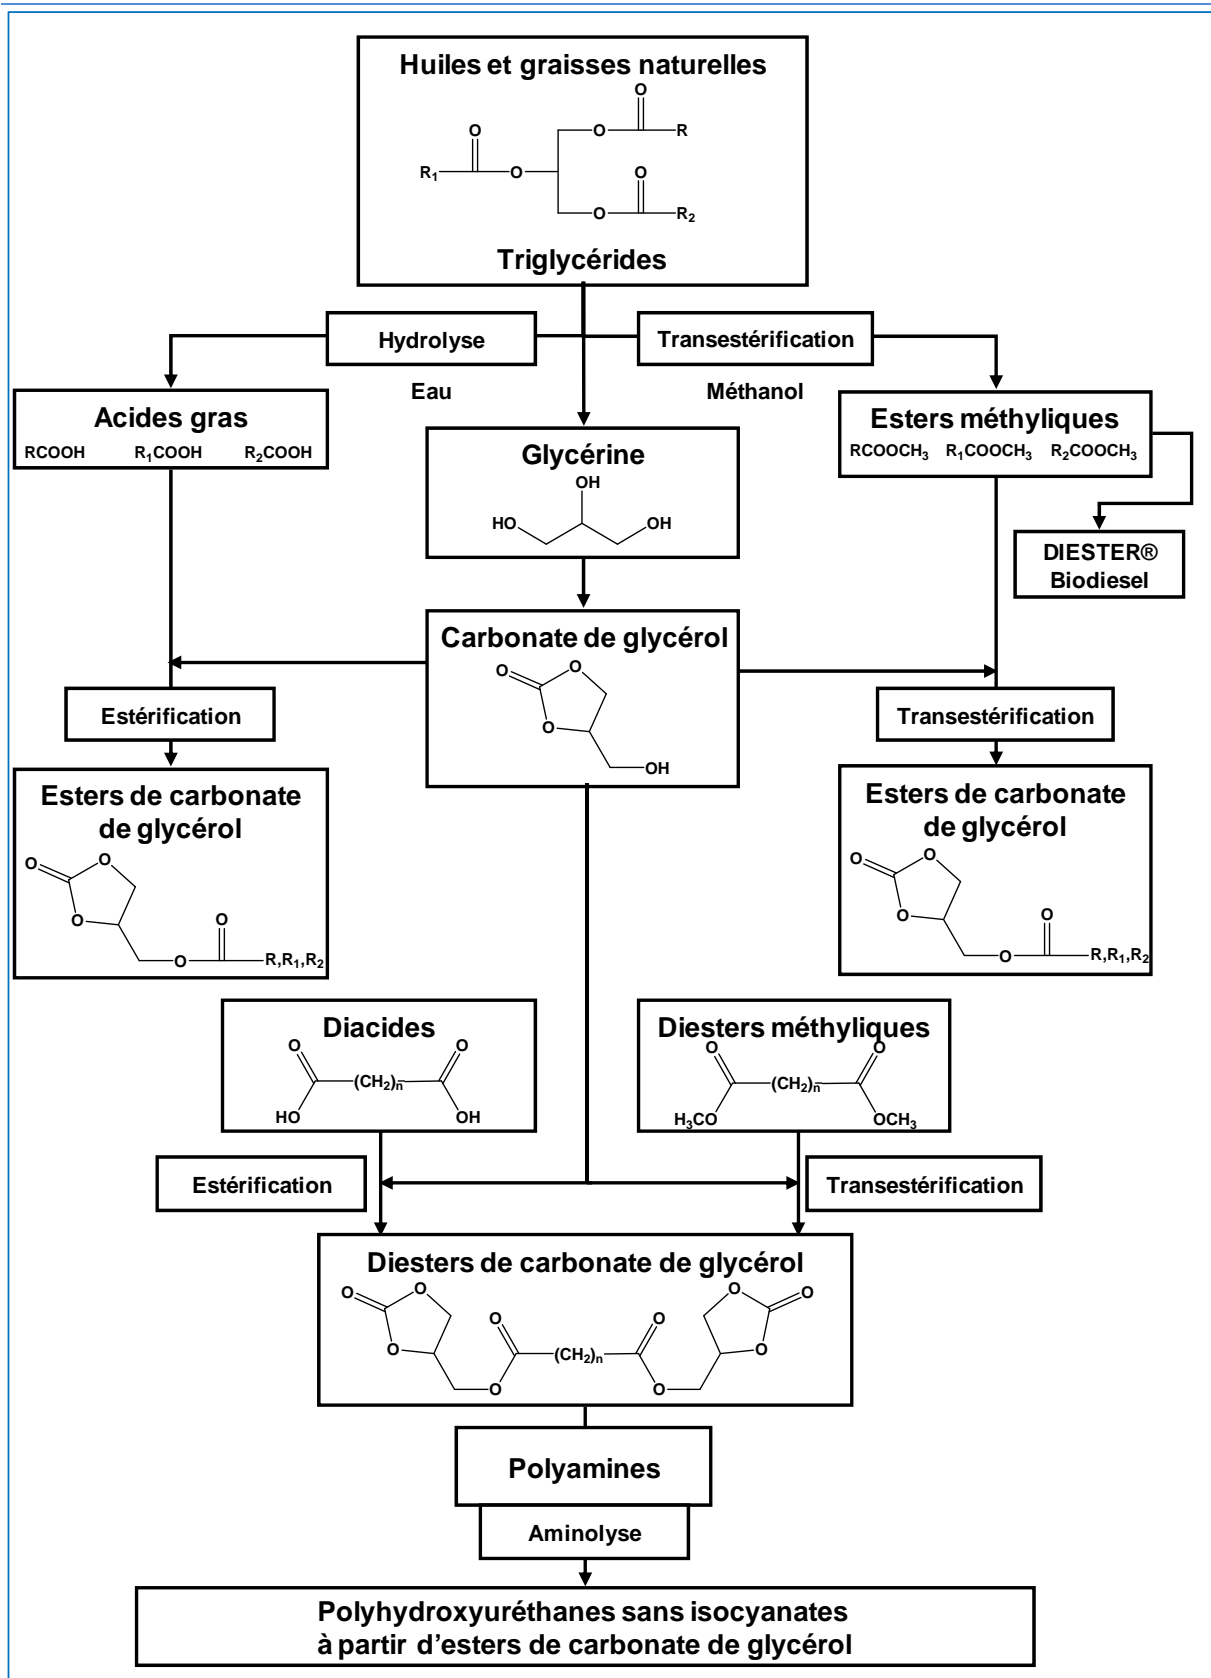 Huiles et graisses naturelles
O
O
O
R
R₁
O
O
O
R₂
Triglycérides
Hydrolyse
Transestérification
Eau
Méthanol
Acides gras
RCOOH R₁COOH R₂COOH
Glycérine
OH
HO
OH
Esters méthyliques
RCOOCH₃ R₁COOCH₃ R₂COOCH₃
DIESTER®
Biodiesel
Carbonate de glycérol
O
O
O
OH
Estérification
Transestérification
Esters de carbonate
de glycérol
O
O
O
O
O
R,R₁,R₂
Esters de carbonate
de glycérol
O
O
O
O
O
R,R₁,R₂
Diacides
O
O
(CH₂)n
HO
OH
Diesters méthyliques
O
O
(CH₂)n
H₃CO
OCH₃
Estérification
Transestérification
Diesters de carbonate de glycérol
O
O
O
O
O
O
O
O
(CH₂)n
O
O
Polyamines
Aminolyse
Polyhydroxyuréthanes sans isocyanates
à partir d’esters de carbonate de glycérol